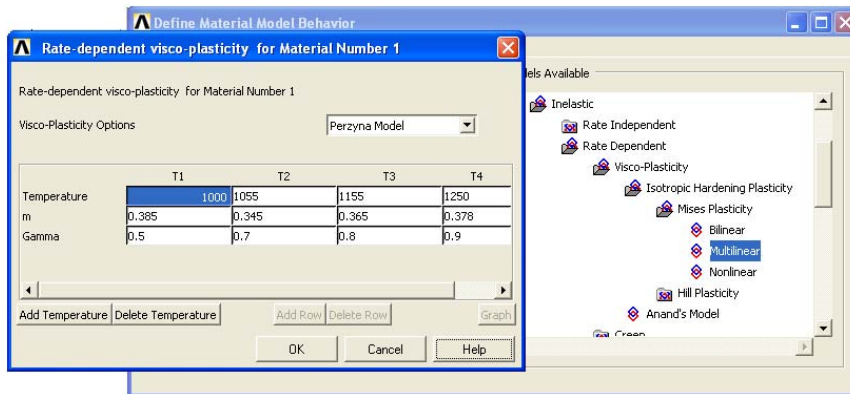 Define Material Model Behavior
Rate-dependent visco-plasticity for Material Number 1
Rate-dependent visco-plasticity for Material Number 1
Visco-Plasticity Options
Perzyna Model
T1 T2 T3 T4
Temperature 1000 1055 1155 1250
m 0.385 0.345 0.365 0.378
Gamma 0.5 0.7 0.8 0.9
Add Temperature Delete Temperature Add Row Delete Row Graph
OK Cancel Help
Inelastic
Rate Independent
Rate Dependent
Visco-Plasticity
Isotropic Hardening Plasticity
Mises Plasticity
Bilinear
Multilinear
Nonlinear
Hill Plasticity
Anand's Model
Creep